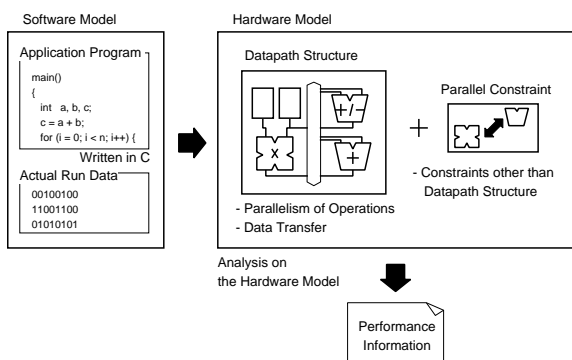 Software Model
Application Program
main()
{
int a, b, c;
c = a + b;
for (i = 0; i < n; i++) {
Written in C
Actual Run Data
00100100
11001100
01010101
Hardware Model
Datapath Structure
+/-
x
+
- Parallelism of Operations
- Data Transfer
+
Parallel Constraint
- Constraints other than
Datapath Structure
Analysis on
the Hardware Model
Performance
Information